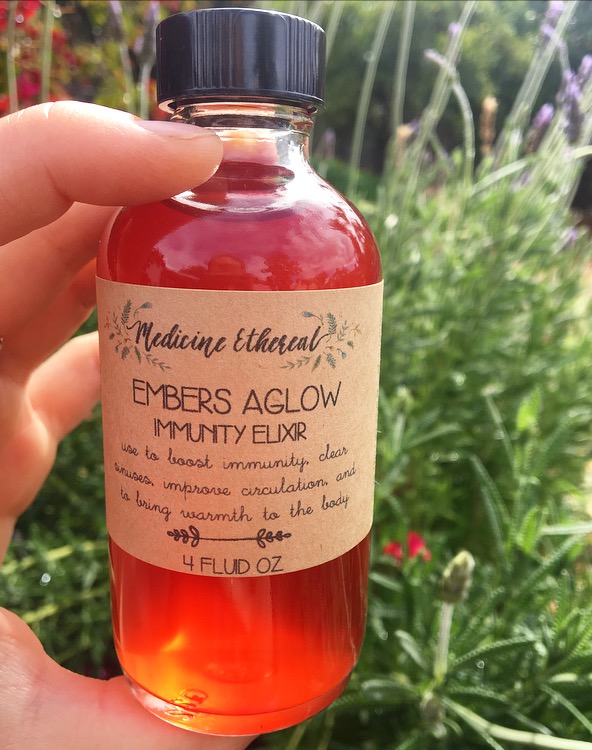 Medicine Ethereal
EMBERS AGLOW
IMMUNITY ELIXIR
use to boost immunity, clear
sinuses, improve circulation, and
to bring warmth to the body
4 FLUID OZ